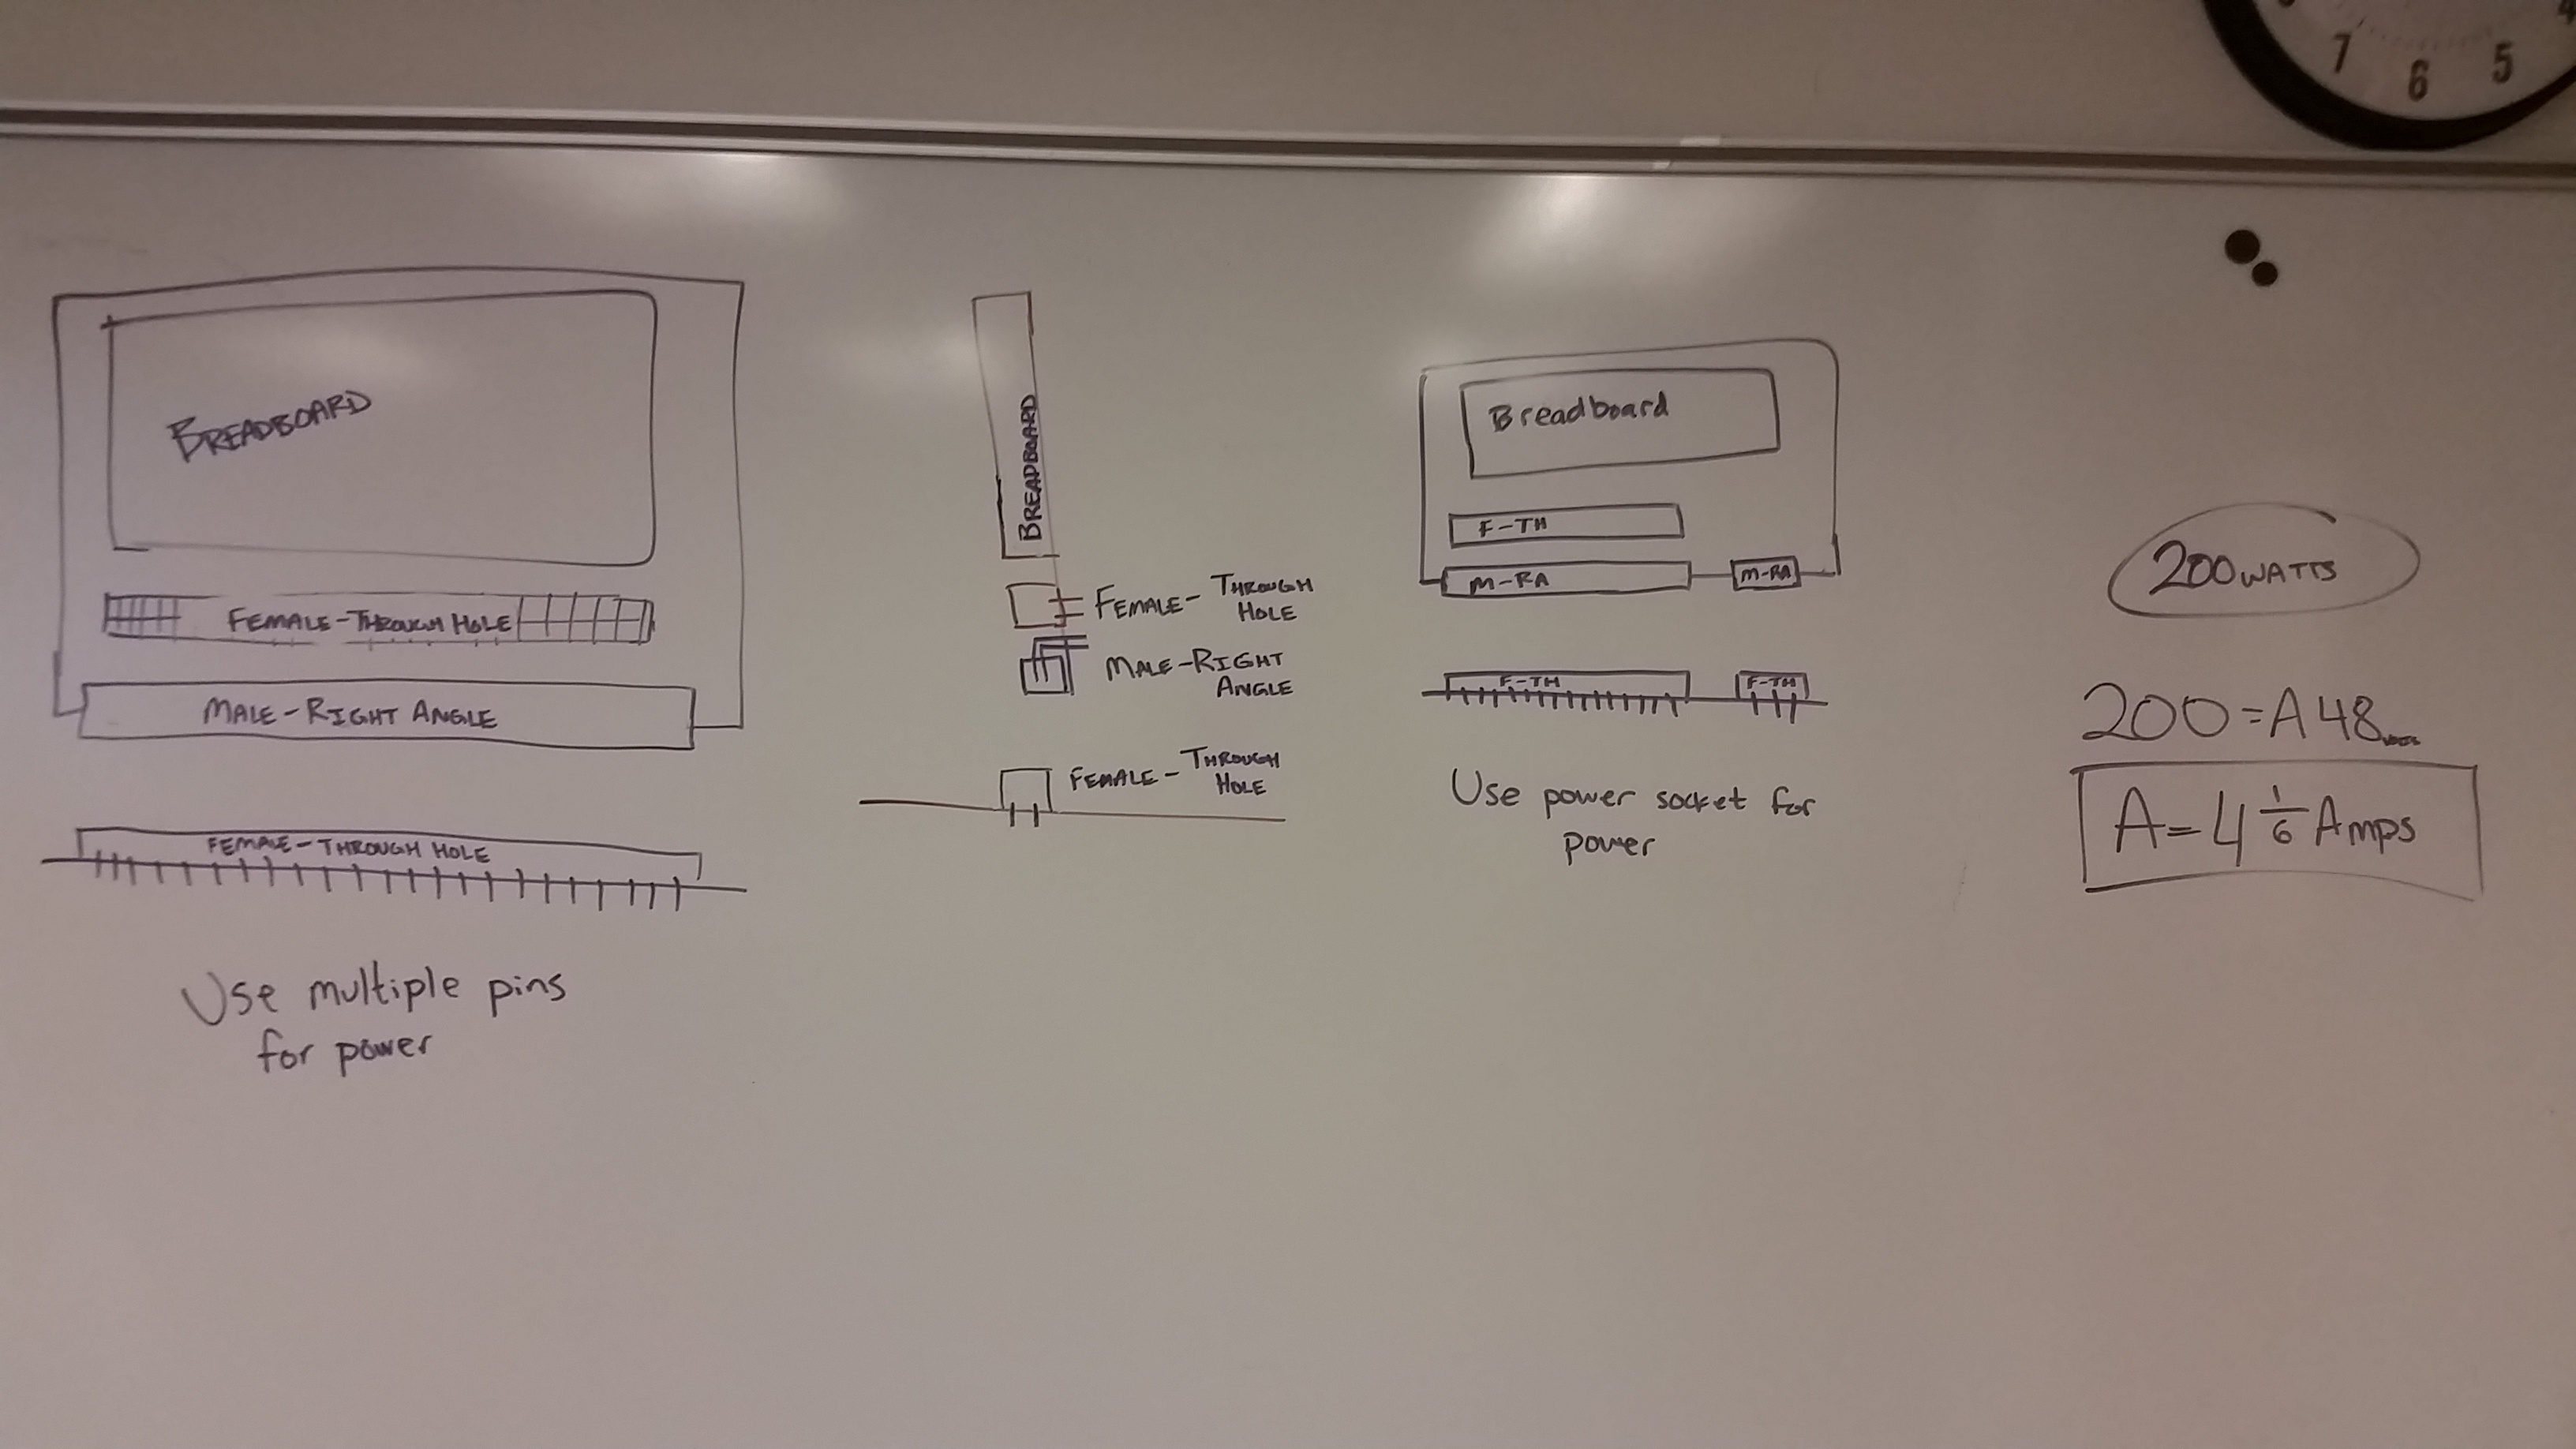 7
6
5
BREADBOARD
FEMALE-THROUGH HOLE
MALE-RIGHT ANGLE
FEMALE-THROUGH HOLE
Use multiple pins
for power
BREADBOARD
FEMALE-THROUGH
HOLE
MALE-RIGHT
ANGLE
FEMALE-THROUGH
HOLE
Breadboard
F-TH
M-RA M-RA
F-TH F-TH
Use power socket for
power
200 WATTS
200=A48
A=4 1/6 Amps